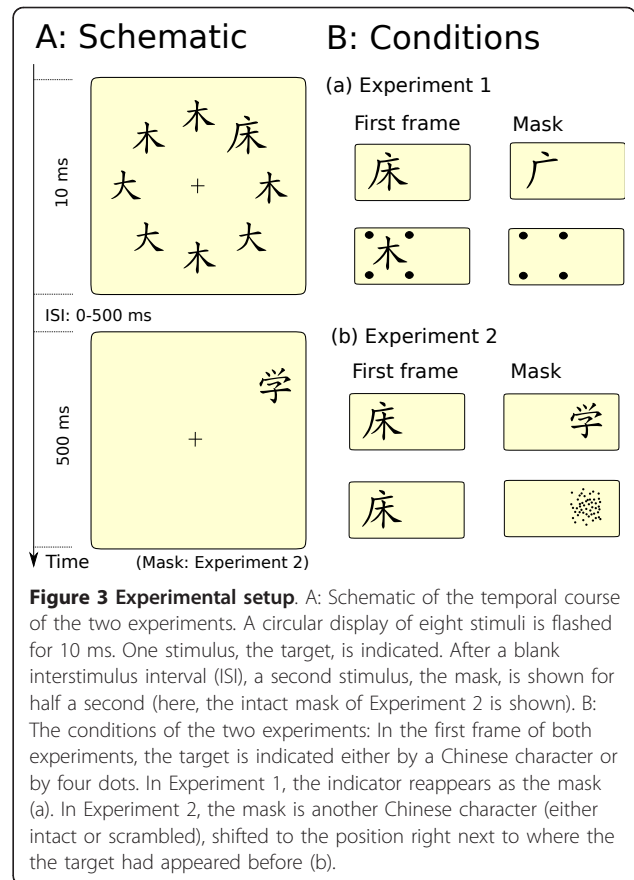 A: Schematic
B: Conditions
10 ms
木
木 床
大 + 木
大 大
木
ISI: 0-500 ms
500 ms
学
+
Time
(Mask: Experiment 2)
(a) Experiment 1
First frame Mask
床 广
木
(b) Experiment 2
First frame Mask
床 学
床
Figure 3 Experimental setup. A: Schematic of the temporal course
of the two experiments. A circular display of eight stimuli is flashed
for 10 ms. One stimulus, the target, is indicated. After a blank
interstimulus interval (ISI), a second stimulus, the mask, is shown for
half a second (here, the intact mask of Experiment 2 is shown). B:
The conditions of the two experiments: In the first frame of both
experiments, the target is indicated either by a Chinese character or
by four dots. In Experiment 1, the indicator reappears as the mask
(a). In Experiment 2, the mask is another Chinese character (either
intact or scrambled), shifted to the position right next to where the
the target had appeared before (b).